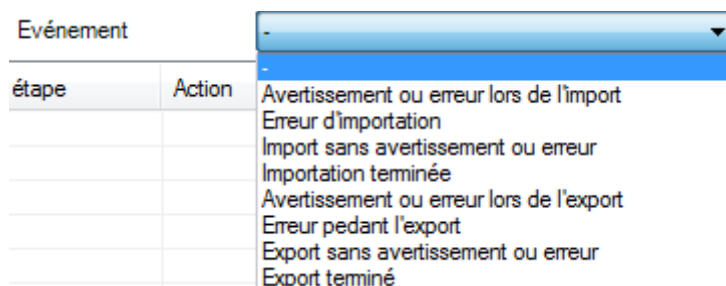 Evénement
-
étape Action
-
Avertissement ou erreur lors de l'import
Erreur d'importation
Import sans avertissement ou erreur
Importation terminée
Avertissement ou erreur lors de l'export
Erreur pedant l'export
Export sans avertissement ou erreur
Export terminé